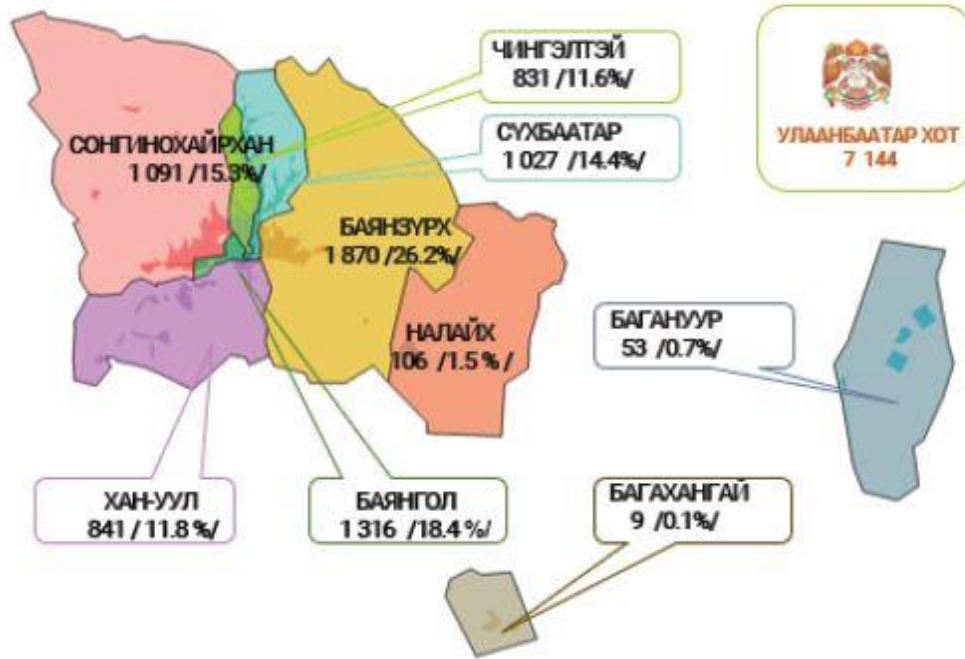 ЧИНГЭЛТЭЙ
831 /11.6%/
УЛААНБААТАР ХОТ
7 144
СҮХБААТАР
1 027 /14.4%/
СОНГИНОХАЙРХАН
1 091 /15.3%/
БАЯНЗҮРХ
1 870 /26.2%/
НАЛАЙХ
106 /1.5 % /
БАГАНУУР
53 /0.7%/
ХАН-УУЛ
841 / 11.8 %/
БАЯНГОЛ
1 316 /18.4 %/
БАГАХАНГАЙ
9 /0.1%/